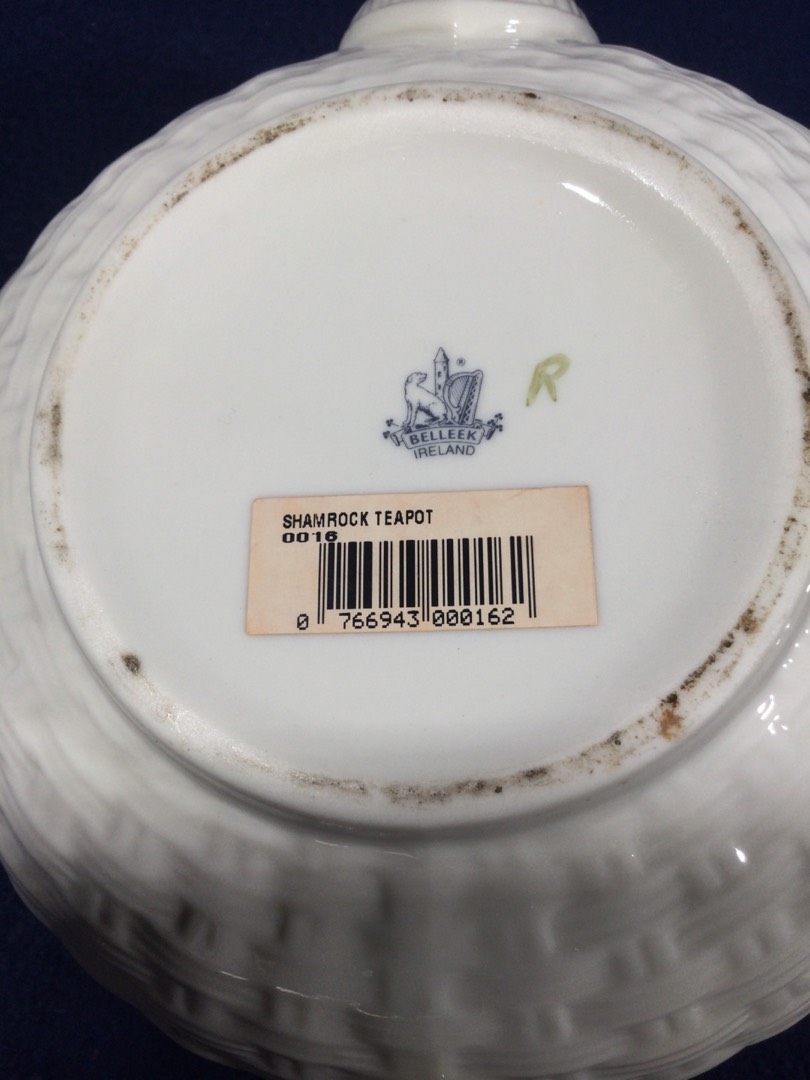 ®
R
BELLEEK
IRELAND
SHAMROCK TEAPOT
0016
0 766943 000162